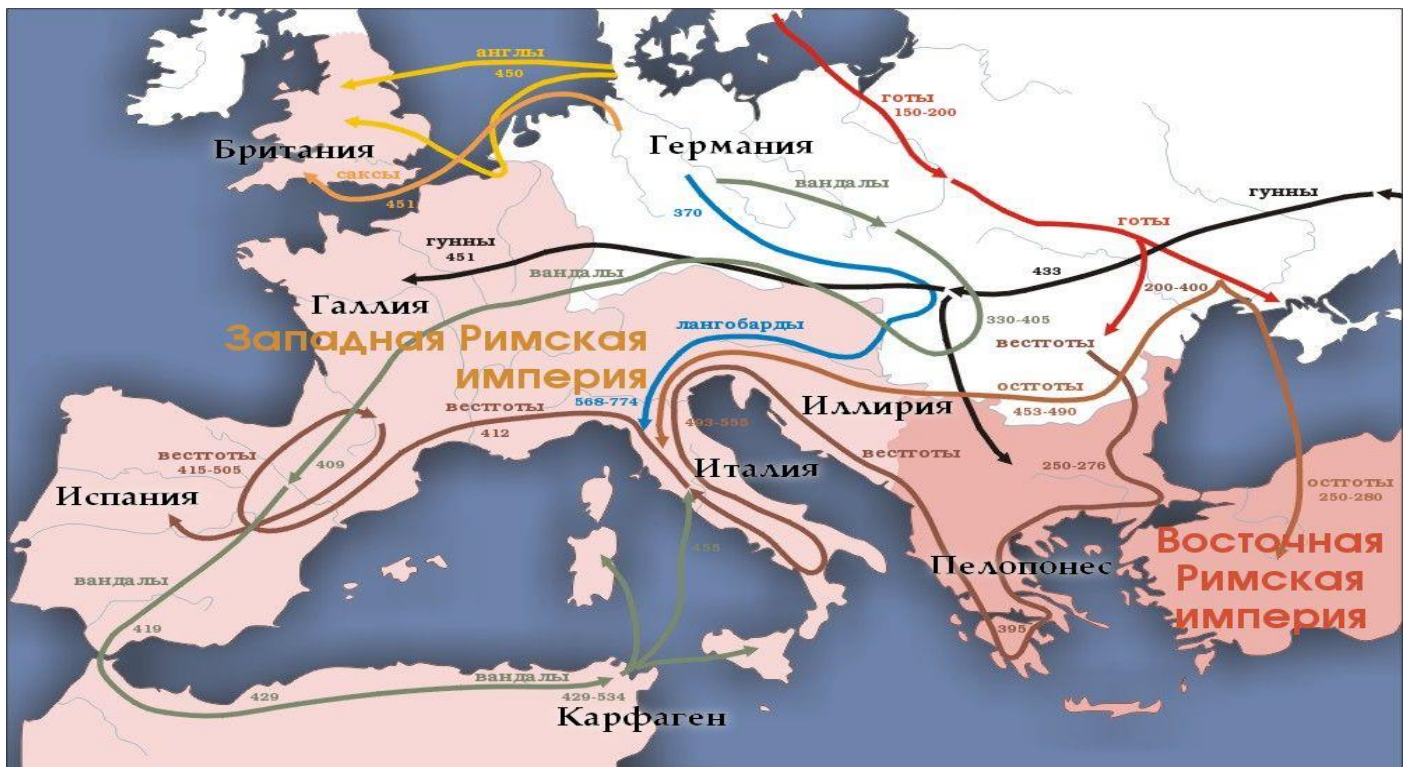 англы
450
готы
150-200
Британия
Германия
саксы
451
вандалы
гунны
370
готы
гунны
451
вандалы
433
200-400
Галлия
330-405
Западная Римская
империя
лангобарды
вестготы
остготы
453-490
568-774
Иллирия
вестготы
412
493-555
вестготы
415-505
409
Италия
вестготы
250-276
остготы
250-280
Испания
455
Восточная
Римская
империя
Пелопонес
вандалы
419
395
429
вандалы
429-534
Карфаген